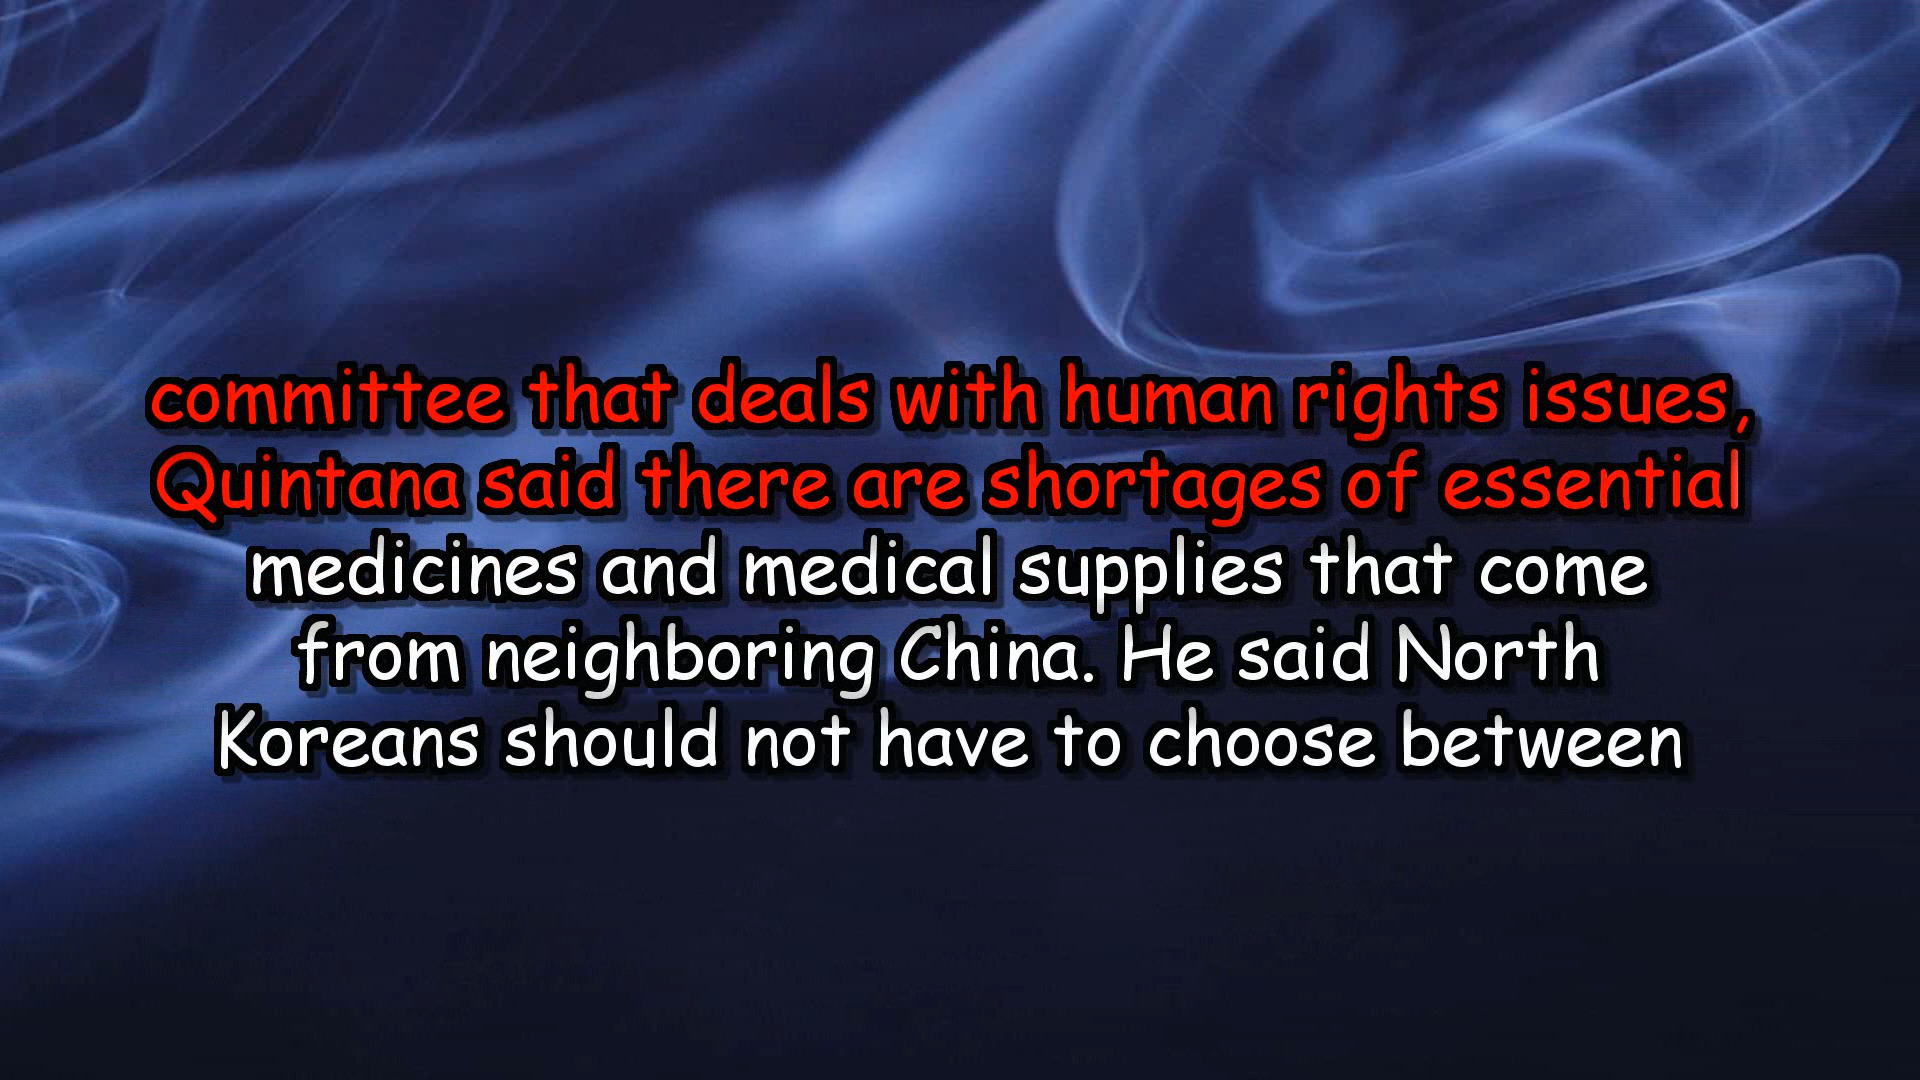 committee that deals with human rights issues,
Quintana said there are shortages of essential
medicines and medical supplies that come
from neighboring China. He said North
Koreans should not have to choose between